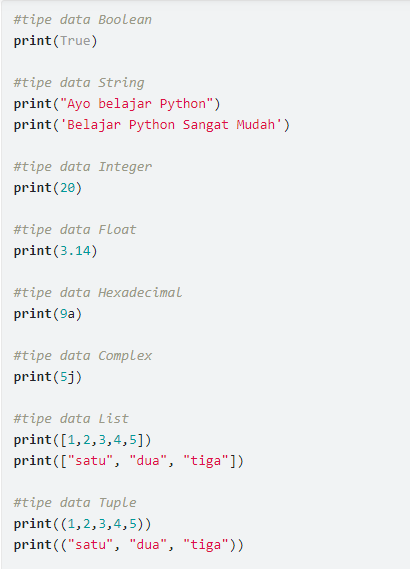 #tipe data Boolean
print(True)
#tipe data String
print("Ayo belajar Python")
print('Belajar Python Sangat Mudah')
#tipe data Integer
print(20)
#tipe data Float
print(3.14)
#tipe data Hexadecimal
print(9a)
#tipe data Complex
print(5j)
#tipe data List
print([1,2,3,4,5])
print(["satu", "dua", "tiga"])
#tipe data Tuple
print((1,2,3,4,5))
print(("satu", "dua", "tiga"))